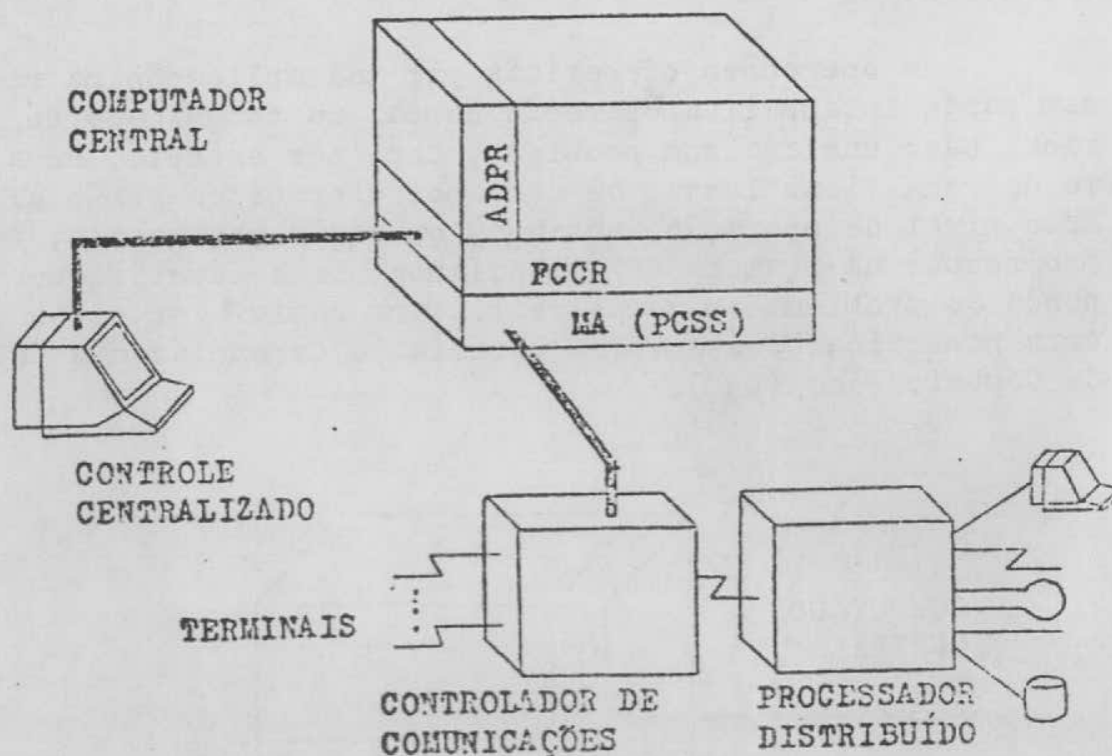 COMPUTADOR
CENTRAL
ADPR
FCCR
MA (PCSS)
CONTROLE
CENTRALIZADO
TERMINAIS
CONTROLADOR DE
COMUNICAÇÕES
PROCESSADOR
DISTRIBUÍDO